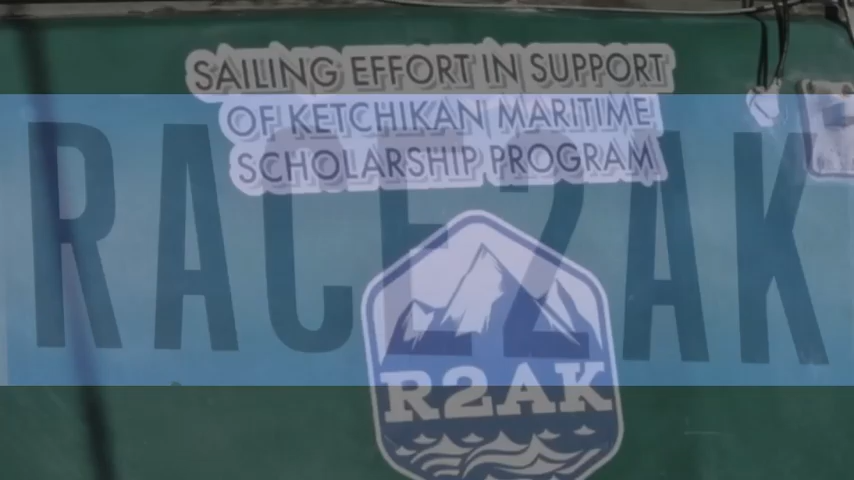 SAILING EFFORT IN SUPPORT
OF KETCHIKAN MARITIME
SCHOLARSHIP PROGRAM
RACE2AK
R2AK